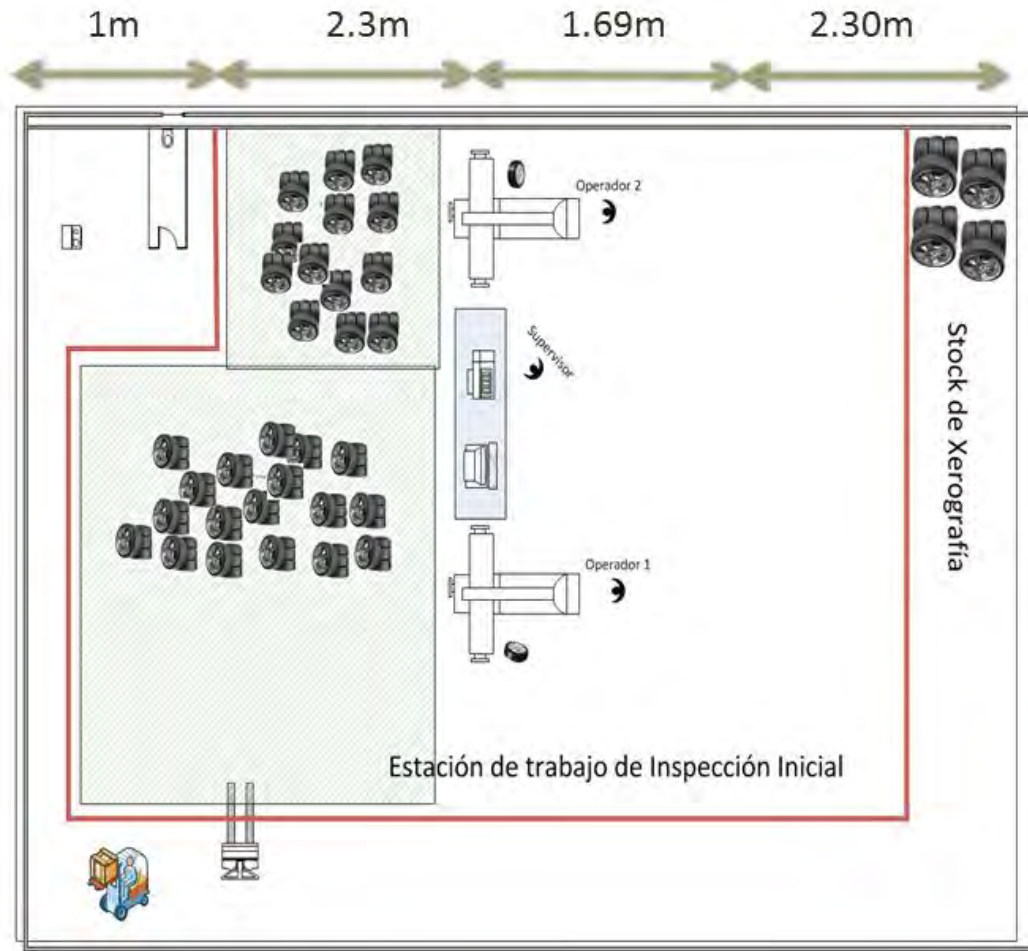 1m 2.3m 1.69m 2.30m
Operador 2
Supervisor
Stock de Xerografía
Operador 1
Estación de trabajo de Inspección Inicial